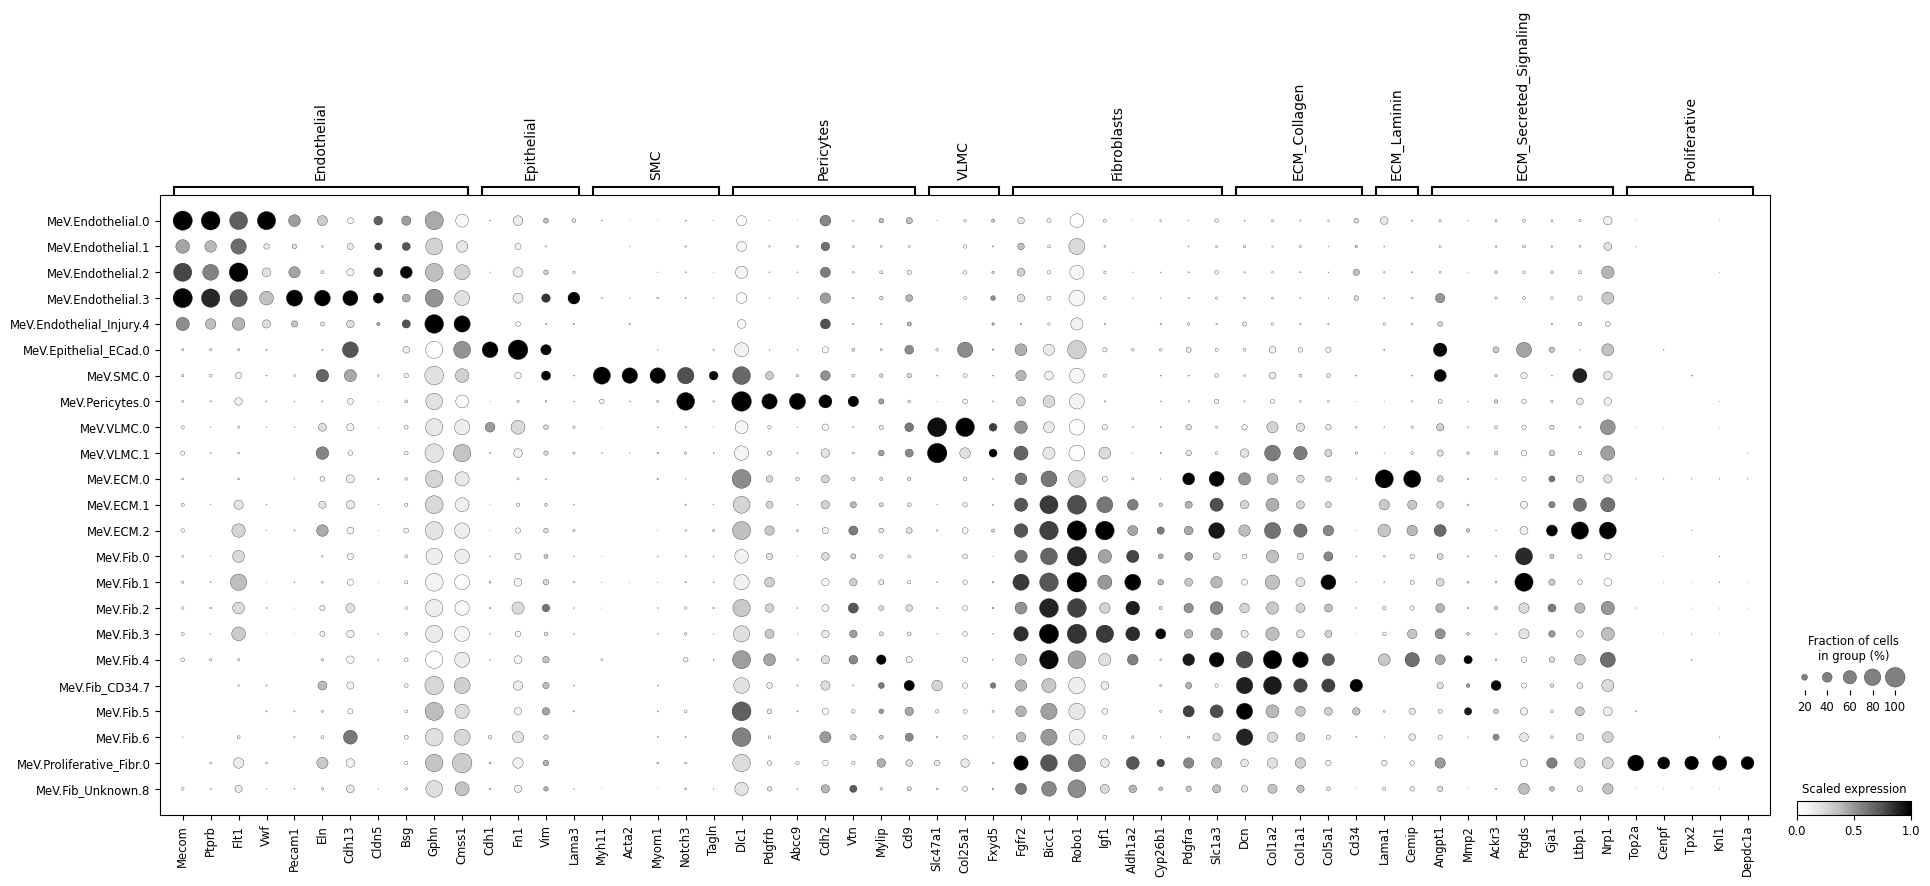 Endothelial
Epithelial
SMC
Pericytes
VLMC
Fibroblasts
ECM_Collagen
ECM_Laminin
ECM_Secreted_Signaling
Proliferative
MeV.Endothelial.0
MeV.Endothelial.1
MeV.Endothelial.2
MeV.Endothelial.3
MeV.Endothelial_Injury.4
MeV.Epithelial_ECad.0
MeV.SMC.0
MeV.Pericytes.0
MeV.VLMC.0
MeV.VLMC.1
MeV.ECM.0
MeV.ECM.1
MeV.ECM.2
MeV.Fib.0
MeV.Fib.1
MeV.Fib.2
MeV.Fib.3
MeV.Fib.4
MeV.Fib_CD34.7
MeV.Fib.5
MeV.Fib.6
MeV.Proliferative_Fibr.0
MeV.Fib_Unknown.8
Mecom
Ptprb
Flt1
Vwf
Pecam1
Eln
Cdh13
Cldn5
Bsg
Gphn
Cmss1
Cdh1
Fn1
Vim
Lama3
Myh11
Acta2
Myom1
Notch3
Tagln
Dlc1
Pdgfrb
Abcc9
Cdh2
Vtn
Mylip
Cd9
Slc47a1
Col25a1
Fxyd5
Fgfr2
Bicc1
Robo1
Igf1
Aldh1a2
Cyp26b1
Pdgfra
Slc1a3
Dcn
Col1a2
Col1a1
Col5a1
Cd34
Lama1
Cemip
Angpt1
Mmp2
Ackr3
Ptgds
Gja1
Ltbp1
Nrp1
Top2a
Cenpf
Tpx2
Knl1
Depdc1a
Fraction of cells
in group (%)
20 40 60 80 100
Scaled expression
0.0 0.5 1.0